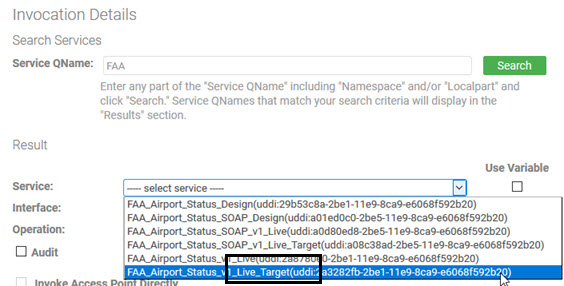 Invocation Details
Search Services
Service QName: FAA Search
Enter any part of the "Service QName" including "Namespace" and/or "Localpart" and
click "Search." Service QNames that match your search criteria will display in the
"Results" section.
Result
Use Variable
Service: ----- select service -----
Interface: FAA_Airport_Status_Design(uddi:29b53c8a-2be1-11e9-8ca9-e6068f592b20)
FAA_Airport_Status_SOAP_Design(uddi:a01ed0c0-2be5-11e9-8ca9-e6068f592b20)
Operation: FAA_Airport_Status_SOAP_v1_Live(uddi:a0d80ed8-2be5-11e9-8ca9-e6068f592b20)
FAA_Airport_Status_SOAP_v1_Live_Target(uddi:a08c38ad-2be5-11e9-8ca9-e6068f592b20)
Audit FAA_Airport_Status_v1_Live(uddi:2a8780 0-2be1-11e9-8ca9-e6068f592b20)
FAA_Airport_Status_v1_Live_Target(uddi:2a3282fb-2be1-11e9-8ca9-e6068f592b20)
Invoke Access Point Directly